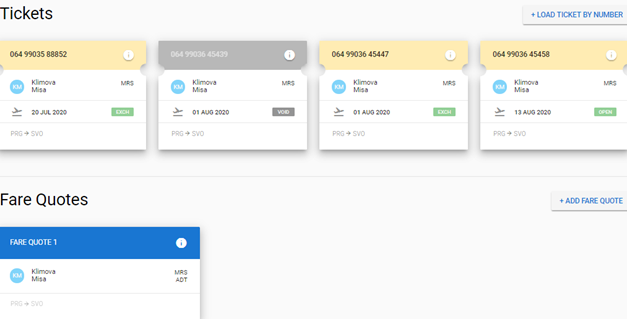 Tickets
+ LOAD TICKET BY NUMBER
064 99035 88852
KM
Klimova
Misa
MRS
20 JUL 2020
EXCH
PRG → SVO
064 99036 45439
KM
Klimova
Misa
MRS
01 AUG 2020
VOID
PRG → SVO
064 99036 45447
KM
Klimova
Misa
MRS
01 AUG 2020
EXCH
PRG → SVO
064 99036 45458
KM
Klimova
Misa
MRS
13 AUG 2020
OPEN
PRG → SVO
Fare Quotes
+ ADD FARE QUOTE
FARE QUOTE 1
KM
Klimova
Misa
MRS
ADT
PRG → SVO